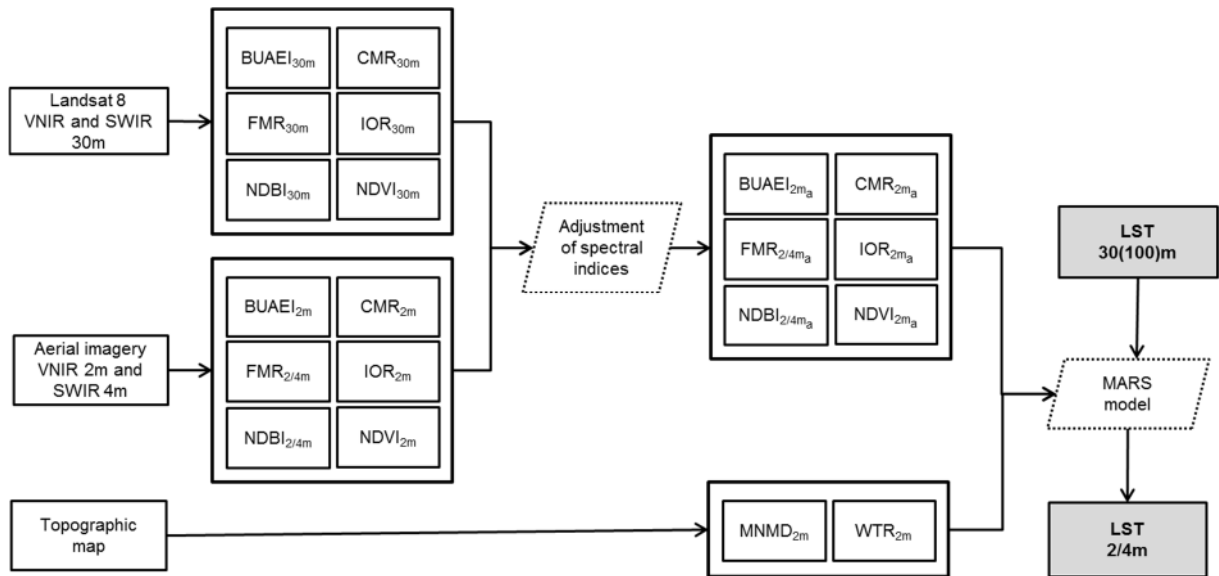 Landsat 8
VNIR and SWIR
30m
BUAEI30m
CMR30m
FMR30m
IOR30m
NDBI30m
NDVI30m
Aerial imagery
VNIR 2m and
SWIR 4m
BUAEI2m
CMR2m
FMR2/4m
IOR2m
NDBI2/4m
NDVI2m
Topographic
map
Adjustment
of spectral
indices
BUAEI2ma
CMR2ma
FMR2/4ma
IOR2ma
NDBI2/4ma
NDVI2ma
MNMD2m
WTR2m
LST
30(100)m
MARS
model
LST
2/4m